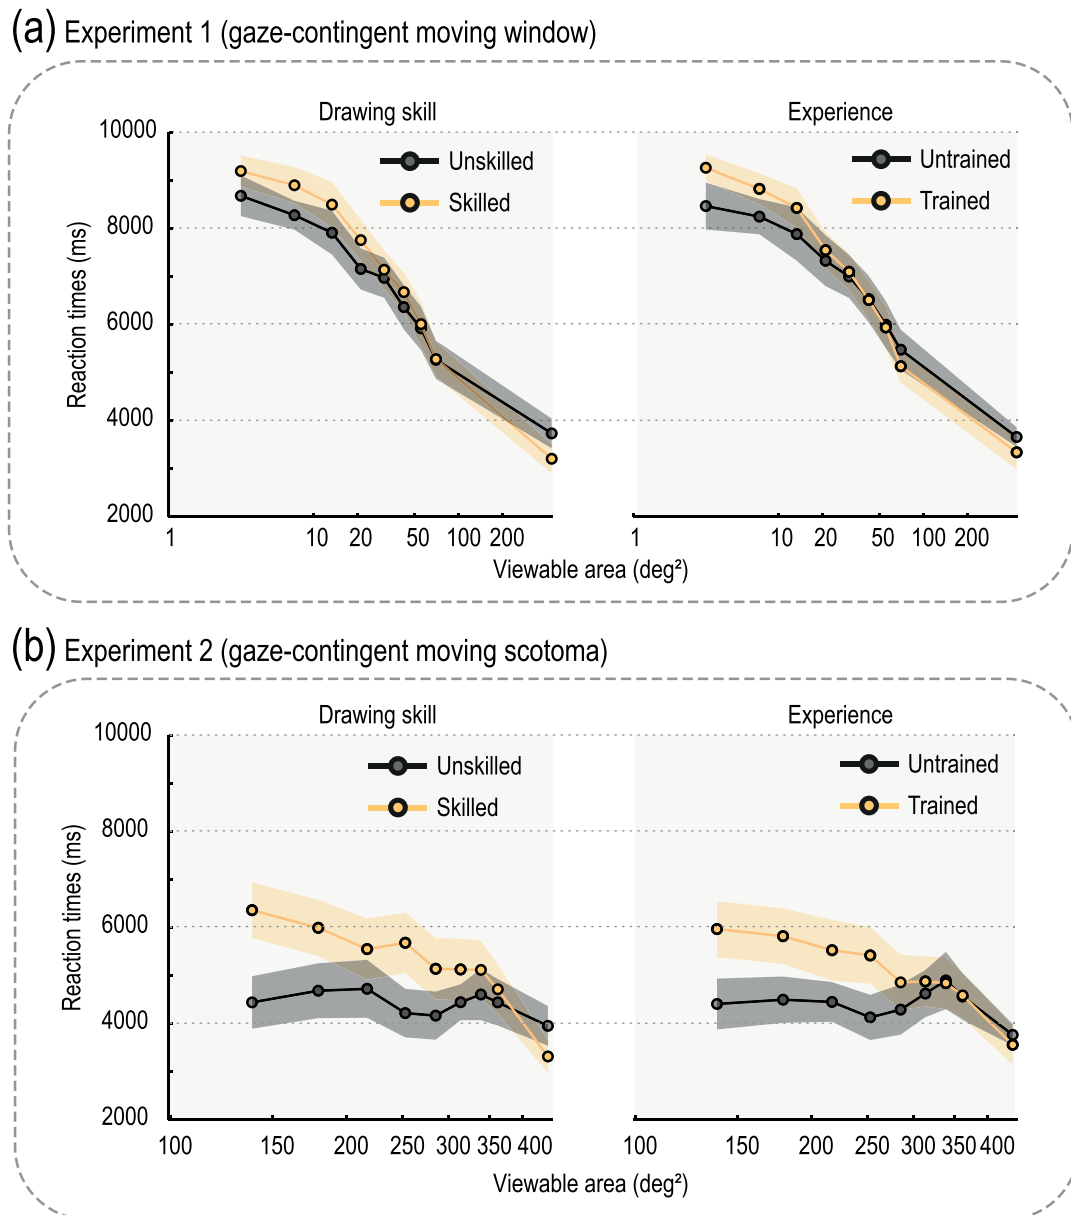 (a) Experiment 1 (gaze-contingent moving window)
Drawing skill
Experience
10000
8000
6000
4000
2000
Reaction times (ms)
Unskilled
Skilled
Untrained
Trained
1 10 20 50 100 200
1 10 20 50 100 200
Viewable area (deg²)
(b) Experiment 2 (gaze-contingent moving scotoma)
Drawing skill
Experience
10000
8000
6000
4000
2000
Reaction times (ms)
Unskilled
Skilled
Untrained
Trained
100 150 200 250 300 350 400
100 150 200 250 300 350 400
Viewable area (deg²)